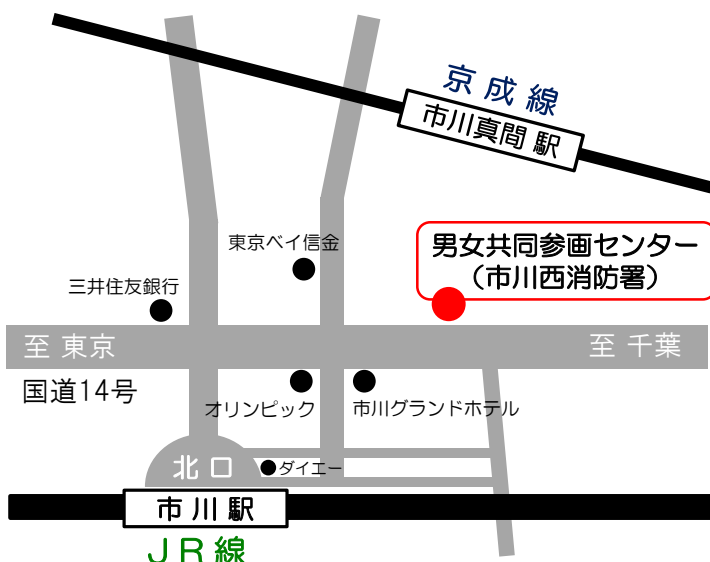 京成線
市川真間 駅
東京ベイ信金
男女共同参画センター
（市川西消防署）
三井住友銀行
至 東京
至 千葉
国道14号
オリンピック
市川グランドホテル
北口
ダイエー
市川駅
JR線